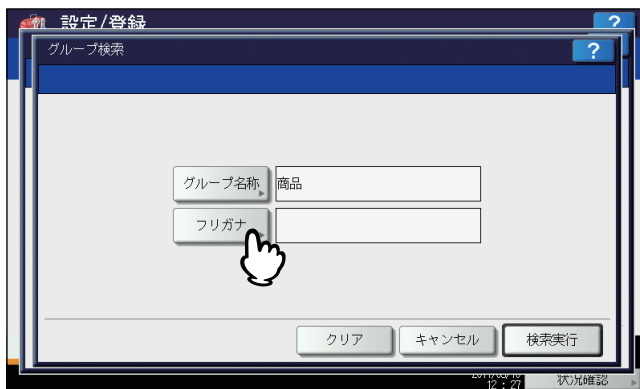 設定/登録
?
グループ検索
?
グループ名称
商品
フリガナ
クリア
キャンセル
検索実行
12:27
状況確認